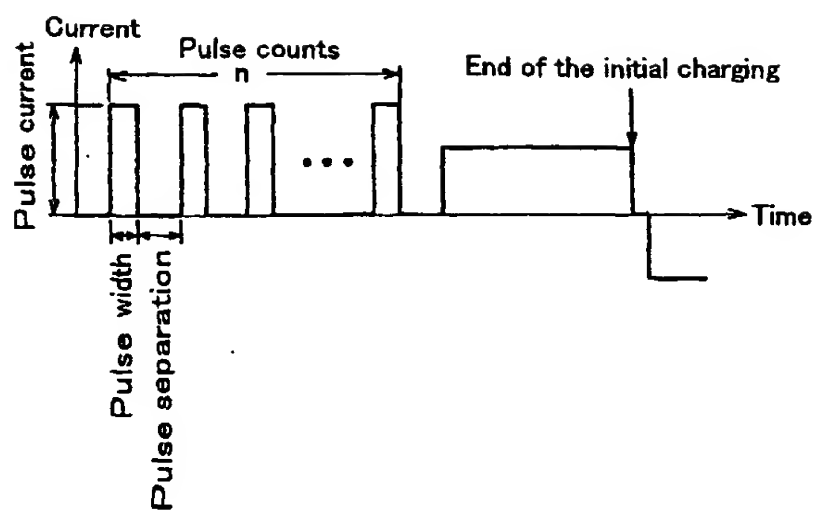 Current
Pulse counts
n
End of the initial charging
Pulse current
Time
Pulse width
Pulse separation